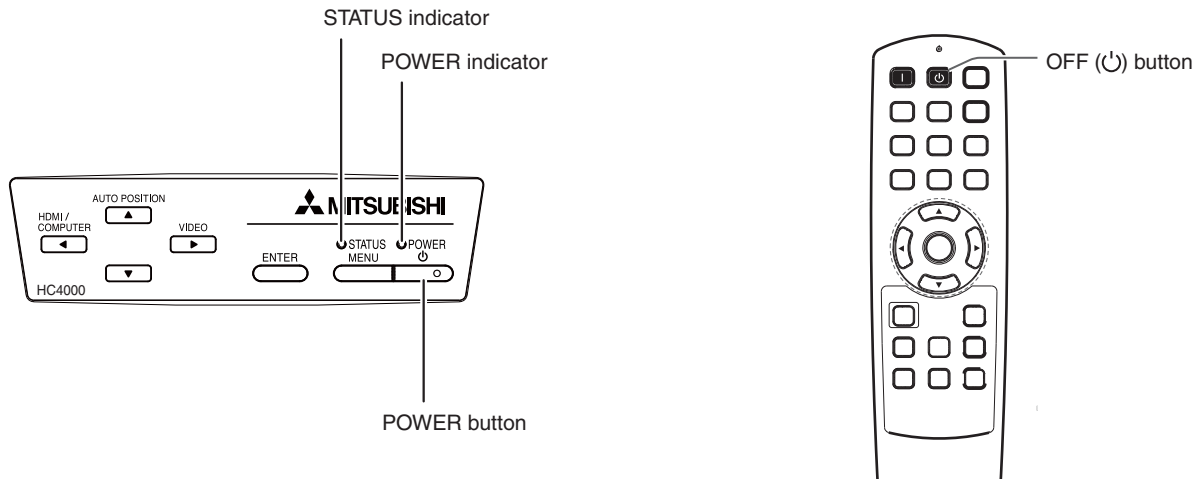 STATUS indicator
POWER indicator
OFF (⏻) button
AUTO POSITION
HDMI /
COMPUTER
VIDEO
MITSUBISHI
STATUS
POWER
ENTER
MENU
HC4000
POWER button